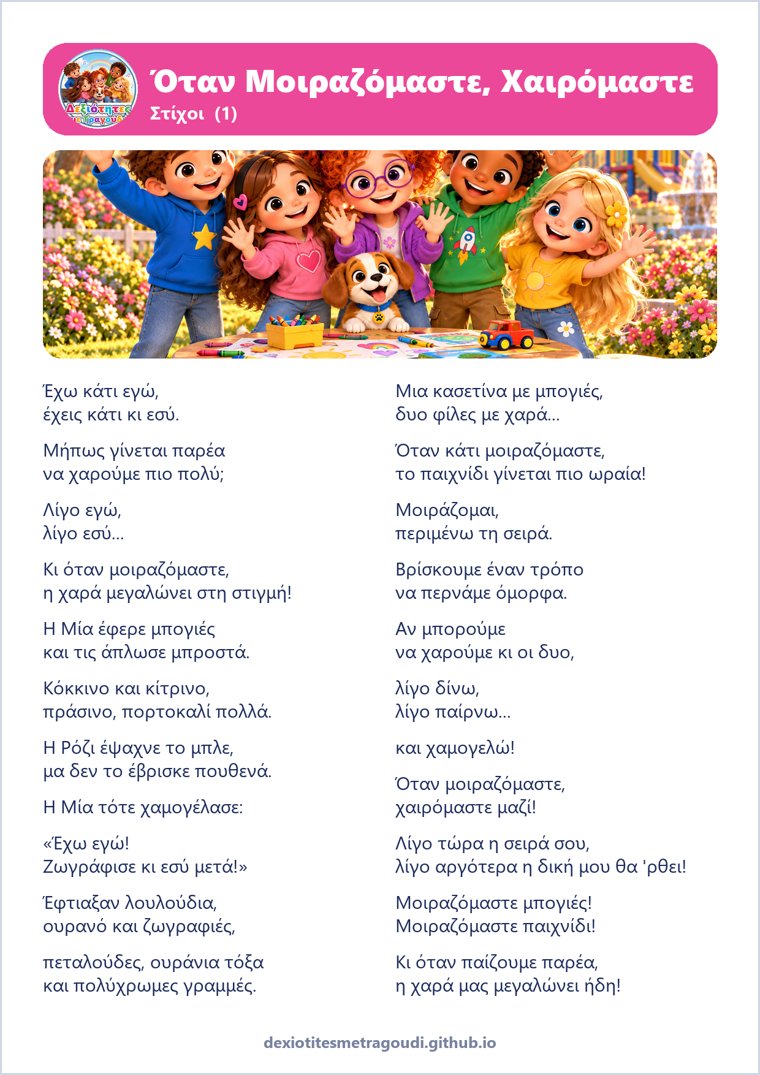 Δεξιότητες
με τραγούδι
Όταν Μοιραζόμαστε, Χαιρόμαστε
Στίχοι (1)
Έχω κάτι εγώ,
έχεις κάτι κι εσύ.
Μήπως γίνεται παρέα
να χαρούμε πιο πολύ;
Λίγο εγώ,
λίγο εσύ...
Κι όταν μοιραζόμαστε,
η χαρά μεγαλώνει στη στιγμή!
Η Μία έφερε μπογιές
και τις άπλωσε μπροστά.
Κόκκινο και κίτρινο,
πράσινο, πορτοκαλί πολλά.
Η Ρόζι έψαχνε το μπλε,
μα δεν το έβρισκε πουθενά.
Η Μία τότε χαμογέλασε:
«Έχω εγώ!
Ζωγράφισε κι εσύ μετά!»
Έφτιαξαν λουλούδια,
ουρανό και ζωγραφιές,
πεταλούδες, ουράνια τόξα
και πολύχρωμες γραμμές.
Μια κασετίνα με μπογιές,
δυο φίλες με χαρά...
Όταν κάτι μοιραζόμαστε,
το παιχνίδι γίνεται πιο ωραία!
Μοιράζομαι,
περιμένω τη σειρά.
Βρίσκουμε έναν τρόπο
να περνάμε όμορφα.
Αν μπορούμε
να χαρούμε κι οι δυο,
λίγο δίνω,
λίγο παίρνω...
και χαμογελώ!
Όταν μοιραζόμαστε,
χαιρόμαστε μαζί!
Λίγο τώρα η σειρά σου,
λίγο αργότερα η δική μου θα 'ρθει!
Μοιραζόμαστε μπογιές!
Μοιραζόμαστε παιχνίδι!
Κι όταν παίζουμε παρέα,
η χαρά μας μεγαλώνει ήδη!
dexiotitesmetragoudi.github.io